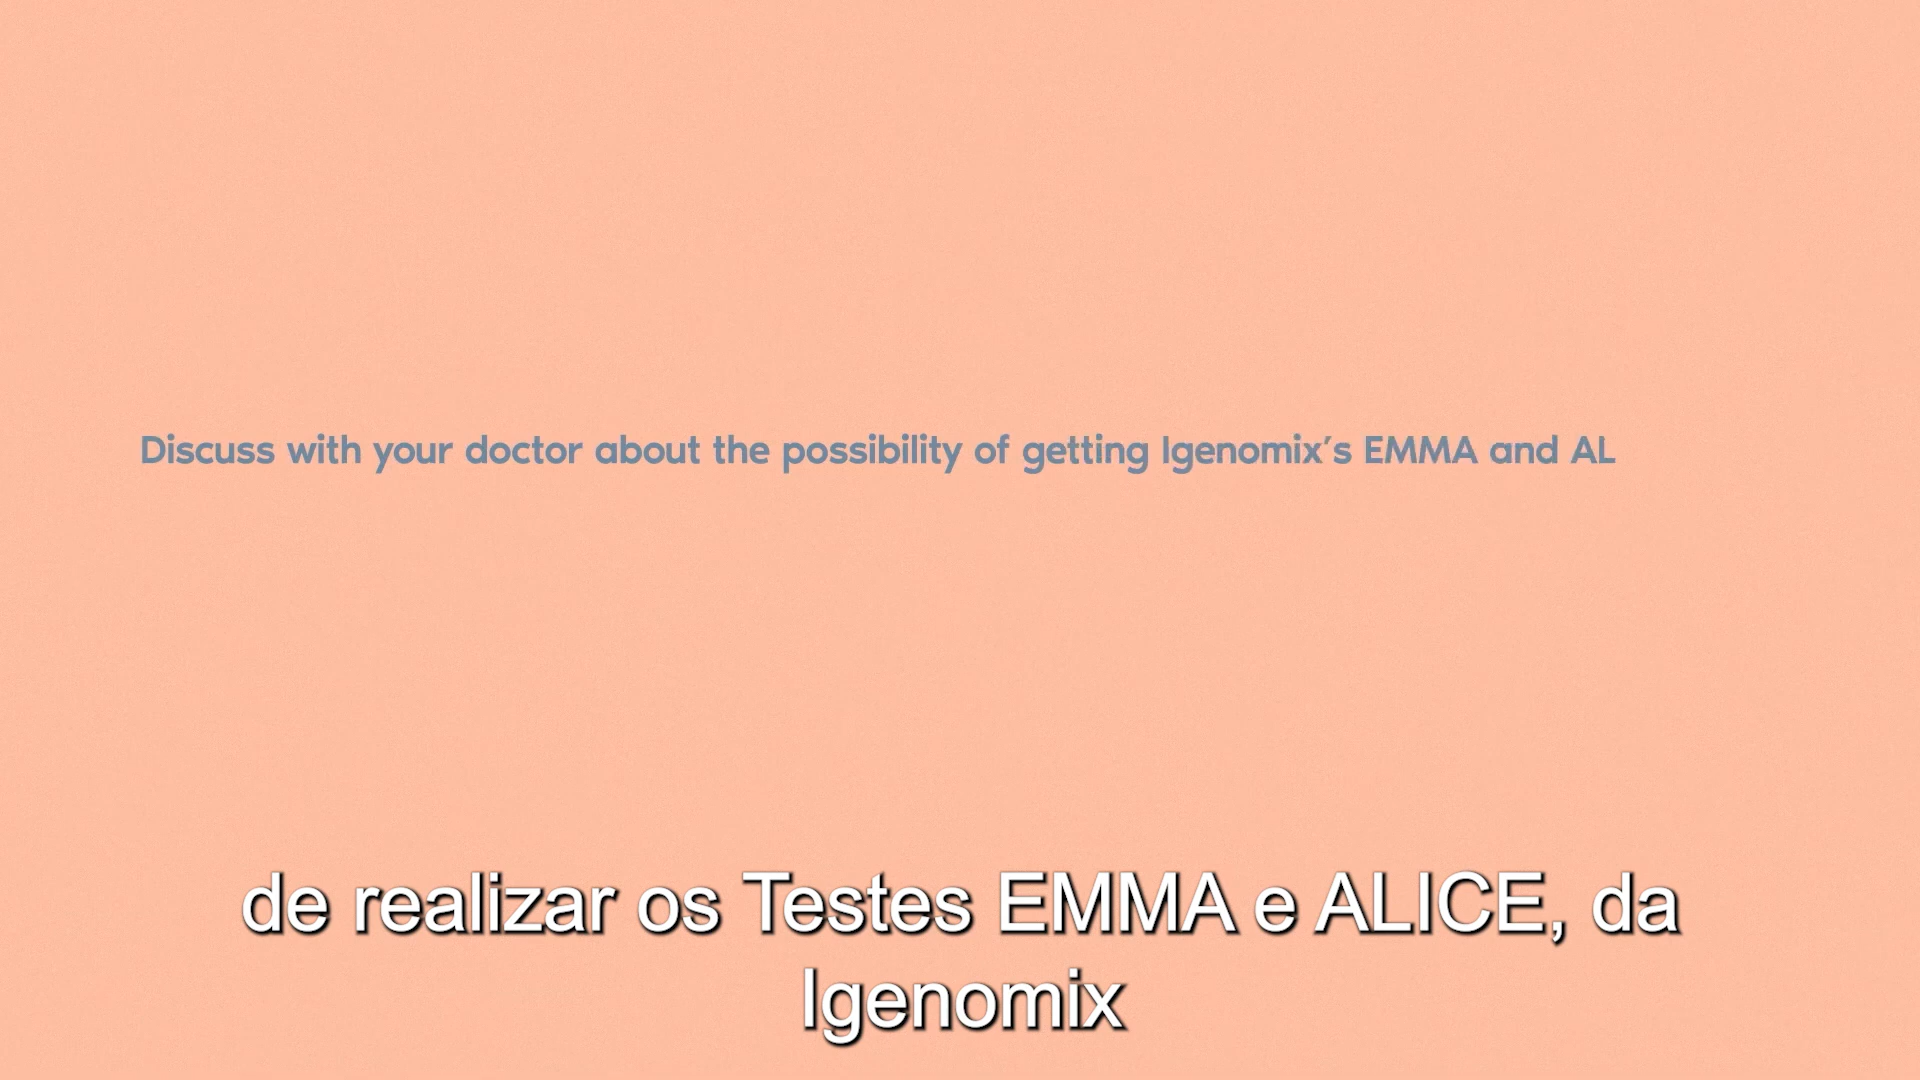 Discuss with your doctor about the possibility of getting Igenomix's EMMA and AL
de realizar os Testes EMMA e ALICE, da
Igenomix